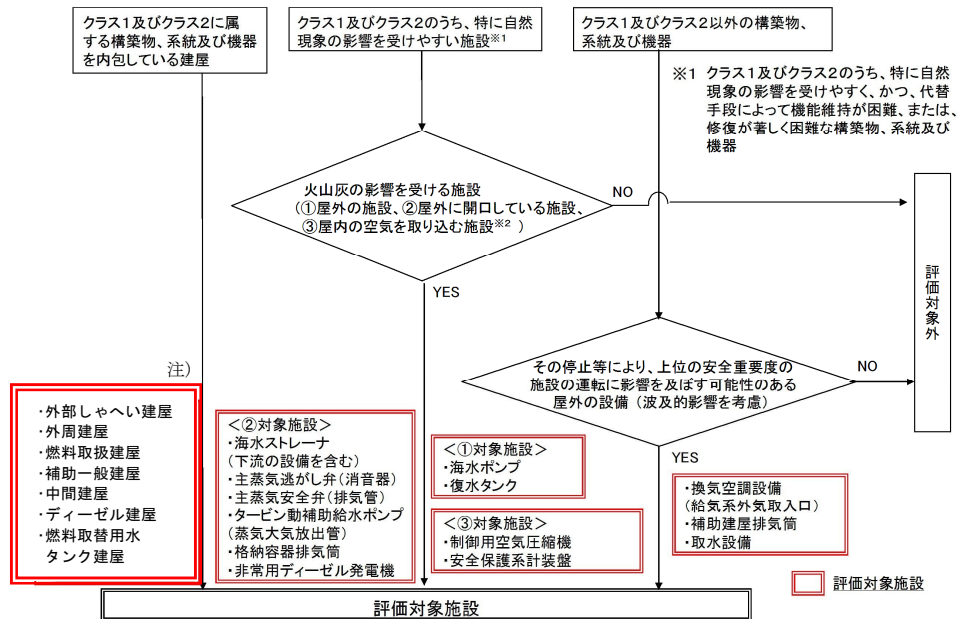 クラス1及びクラス2に属
する構築物、系統及び機器
を内包している建屋
クラス1及びクラス2のうち、特に自然
現象の影響を受けやすい施設※1
クラス1及びクラス2以外の構築物、
系統及び機器
※1 クラス1及びクラス2のうち、特に自然
現象の影響を受けやすく、かつ、代替
手段によって機能維持が困難、または、
修復が著しく困難な構築物、系統及び
機器
火山灰の影響を受ける施設
(①屋外の施設、②屋外に開口している施設、
③屋内の空気を取り込む施設※2 )
NO
YES
評価対象外
その停止等により、上位の安全重要度の
施設の運転に影響を及ぼす可能性のある
屋外の設備(波及的影響を考慮)
NO
YES
注)
・外部しゃへい建屋
・外周建屋
・燃料取扱建屋
・補助一般建屋
・中間建屋
・ディーゼル建屋
・燃料取替用水
タンク建屋
<②対象施設>
・海水ストレーナ
(下流の設備を含む)
・主蒸気逃がし弁(消音器)
・主蒸気安全弁(排気管)
・タービン動補助給水ポンプ
(蒸気大気放出管)
・格納容器排気筒
・非常用ディーゼル発電機
<①対象施設>
・海水ポンプ
・復水タンク
<③対象施設>
・制御用空気圧縮機
・安全保護系計装盤
・換気空調設備
(給気系外気取入口)
・補助建屋排気筒
・取水設備
評価対象施設
評価対象施設